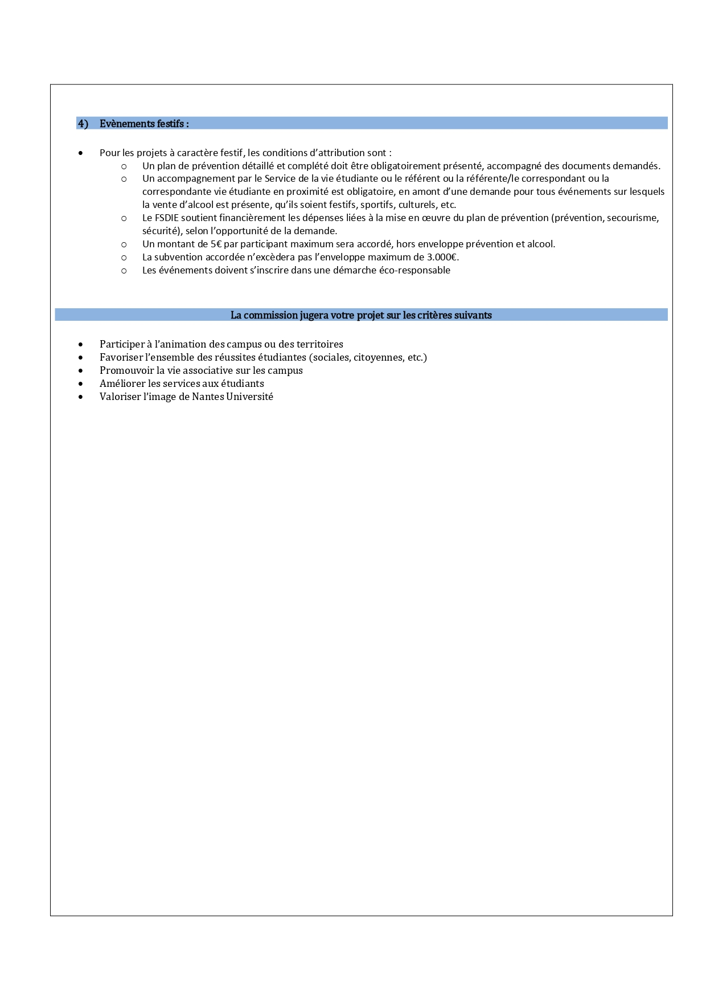 4) Evènements festifs :
• Pour les projets à caractère festif, les conditions d’attribution sont :
o Un plan de prévention détaillé et complété doit être obligatoirement présenté, accompagné des documents demandés.
o Un accompagnement par le Service de la vie étudiante ou le référent ou la référente/le correspondant ou la
correspondante vie étudiante en proximité est obligatoire, en amont d’une demande pour tous événements sur lesquels
la vente d’alcool est présente, qu’ils soient festifs, sportifs, culturels, etc.
o Le FSDIE soutient financièrement les dépenses liées à la mise en œuvre du plan de prévention (prévention, secourisme,
sécurité), selon l’opportunité de la demande.
o Un montant de 5€ par participant maximum sera accordé, hors enveloppe prévention et alcool.
o La subvention accordée n’excèdera pas l’enveloppe maximum de 3.000€.
o Les événements doivent s’inscrire dans une démarche éco-responsable
La commission jugera votre projet sur les critères suivants
• Participer à l’animation des campus ou des territoires
• Favoriser l’ensemble des réussites étudiantes (sociales, citoyennes, etc.)
• Promouvoir la vie associative sur les campus
• Améliorer les services aux étudiants
• Valoriser l’image de Nantes Université